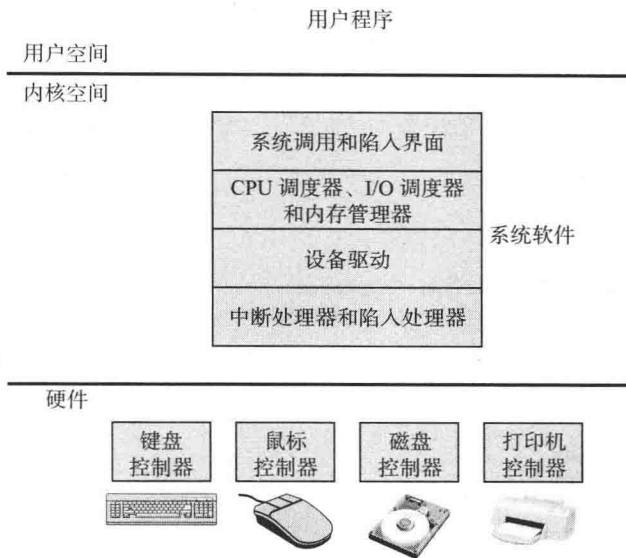 用户程序
用户空间
内核空间
系统调用和陷入界面
CPU 调度器、I/O 调度器
和内存管理器
系统软件
设备驱动
中断处理器和陷入处理器
硬件
键盘
控制器
鼠标
控制器
磁盘
控制器
打印机
控制器